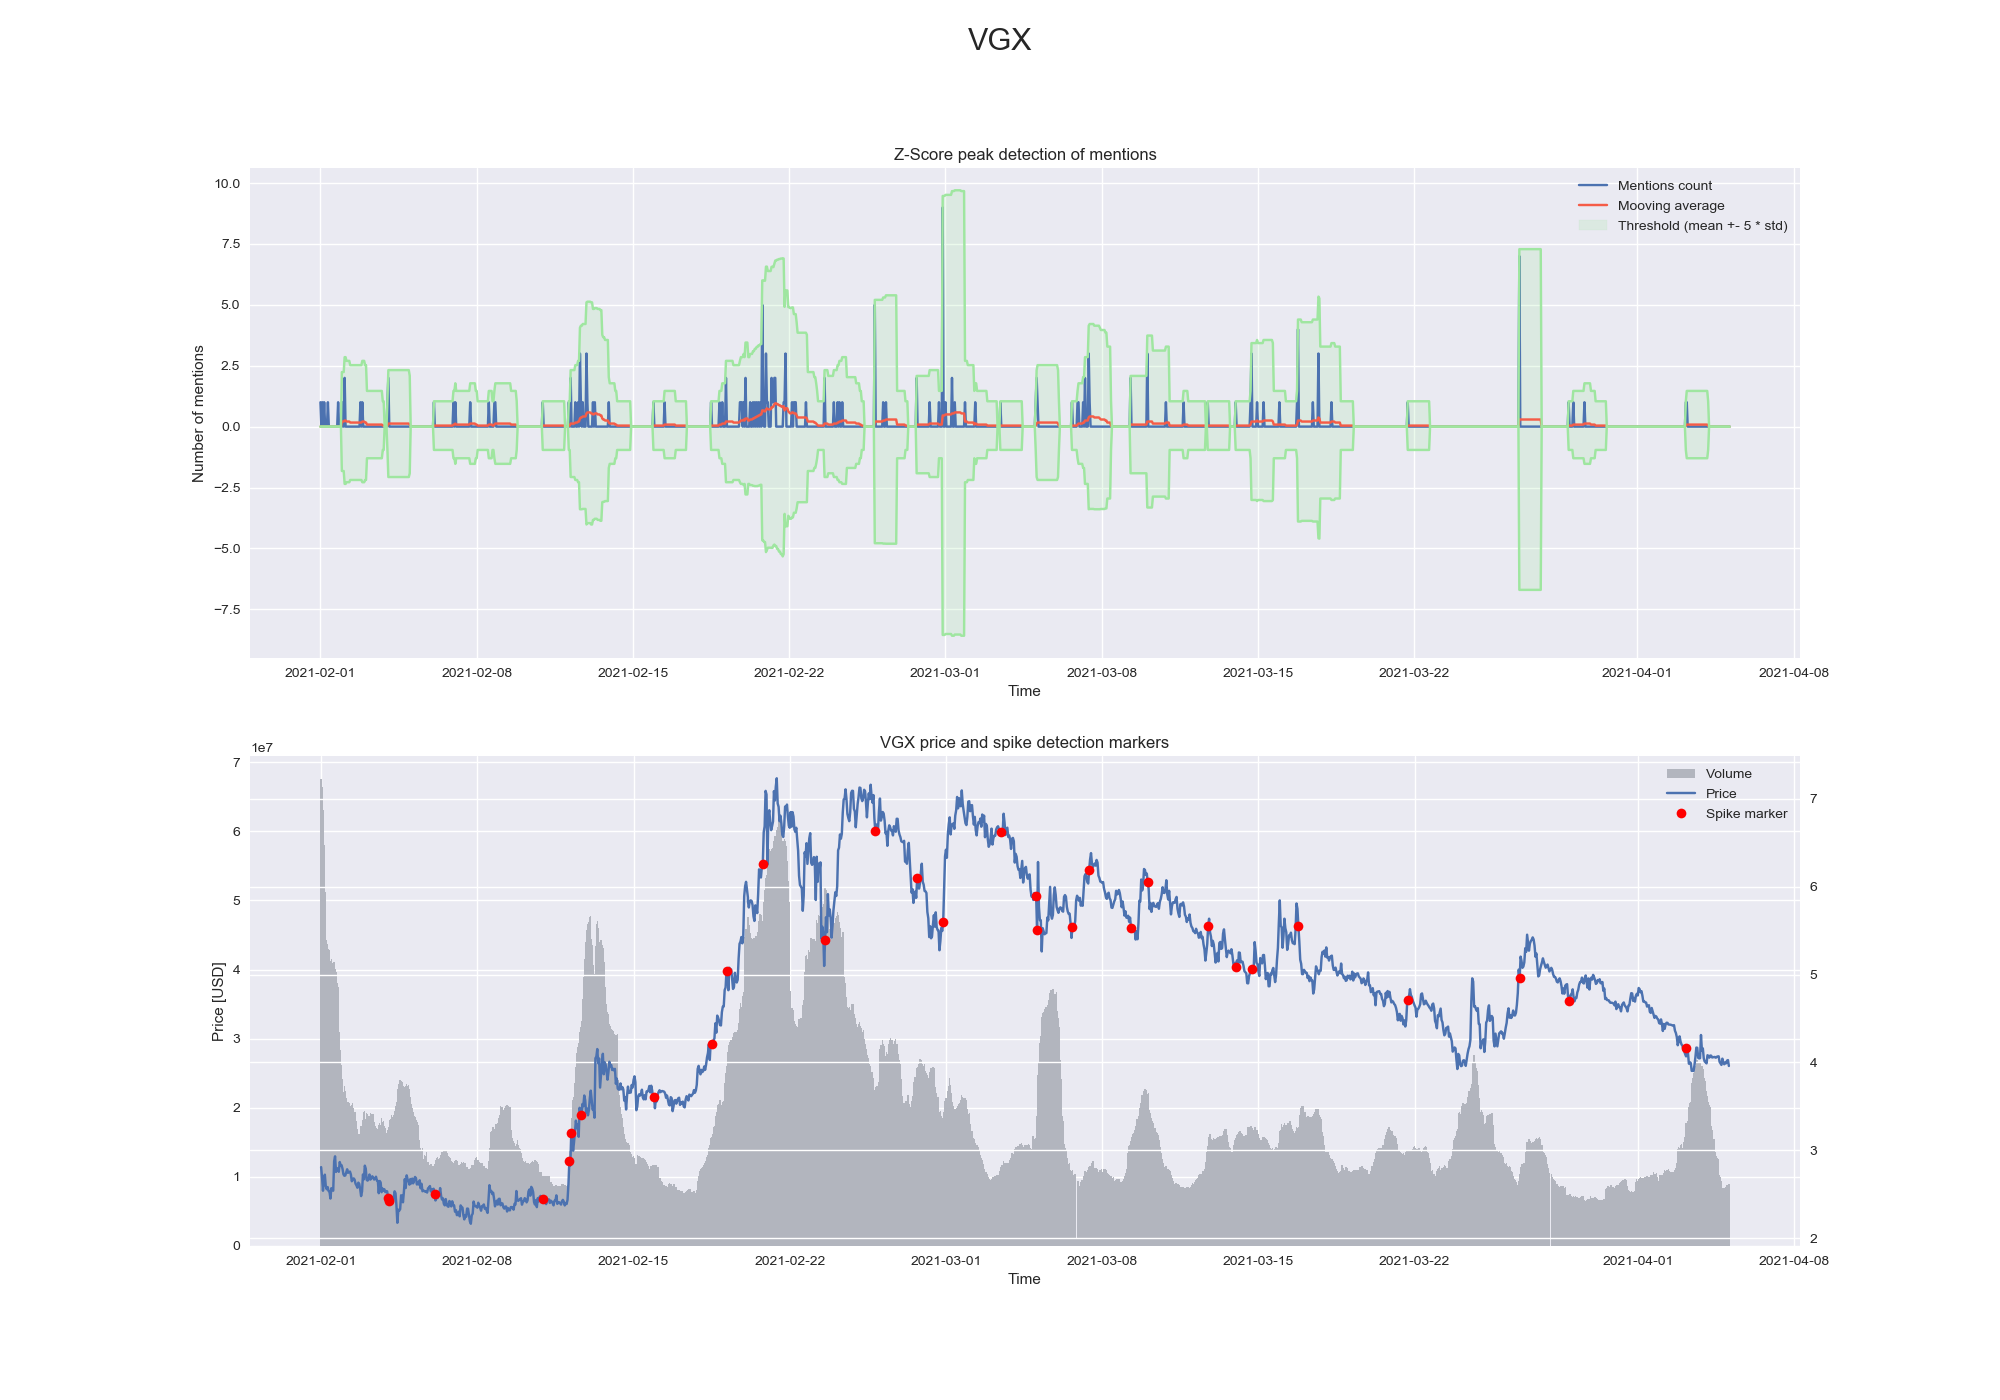 VGX
Z-Score peak detection of mentions
10.0
7.5
5.0
2.5
0.0
−2.5
−5.0
−7.5
Number of mentions
Mentions count
Mooving average
Threshold (mean +- 5 * std)
2021-02-01 2021-02-08 2021-02-15 2021-02-22 2021-03-01 2021-03-08 2021-03-15 2021-03-22 2021-04-01 2021-04-08
Time
VGX price and spike detection markers
1e7
7
6
5
4
3
2
1
0
Price [USD]
Volume
Price
Spike marker
7
6
5
4
3
2
2021-02-01 2021-02-08 2021-02-15 2021-02-22 2021-03-01 2021-03-08 2021-03-15 2021-03-22 2021-04-01 2021-04-08
Time